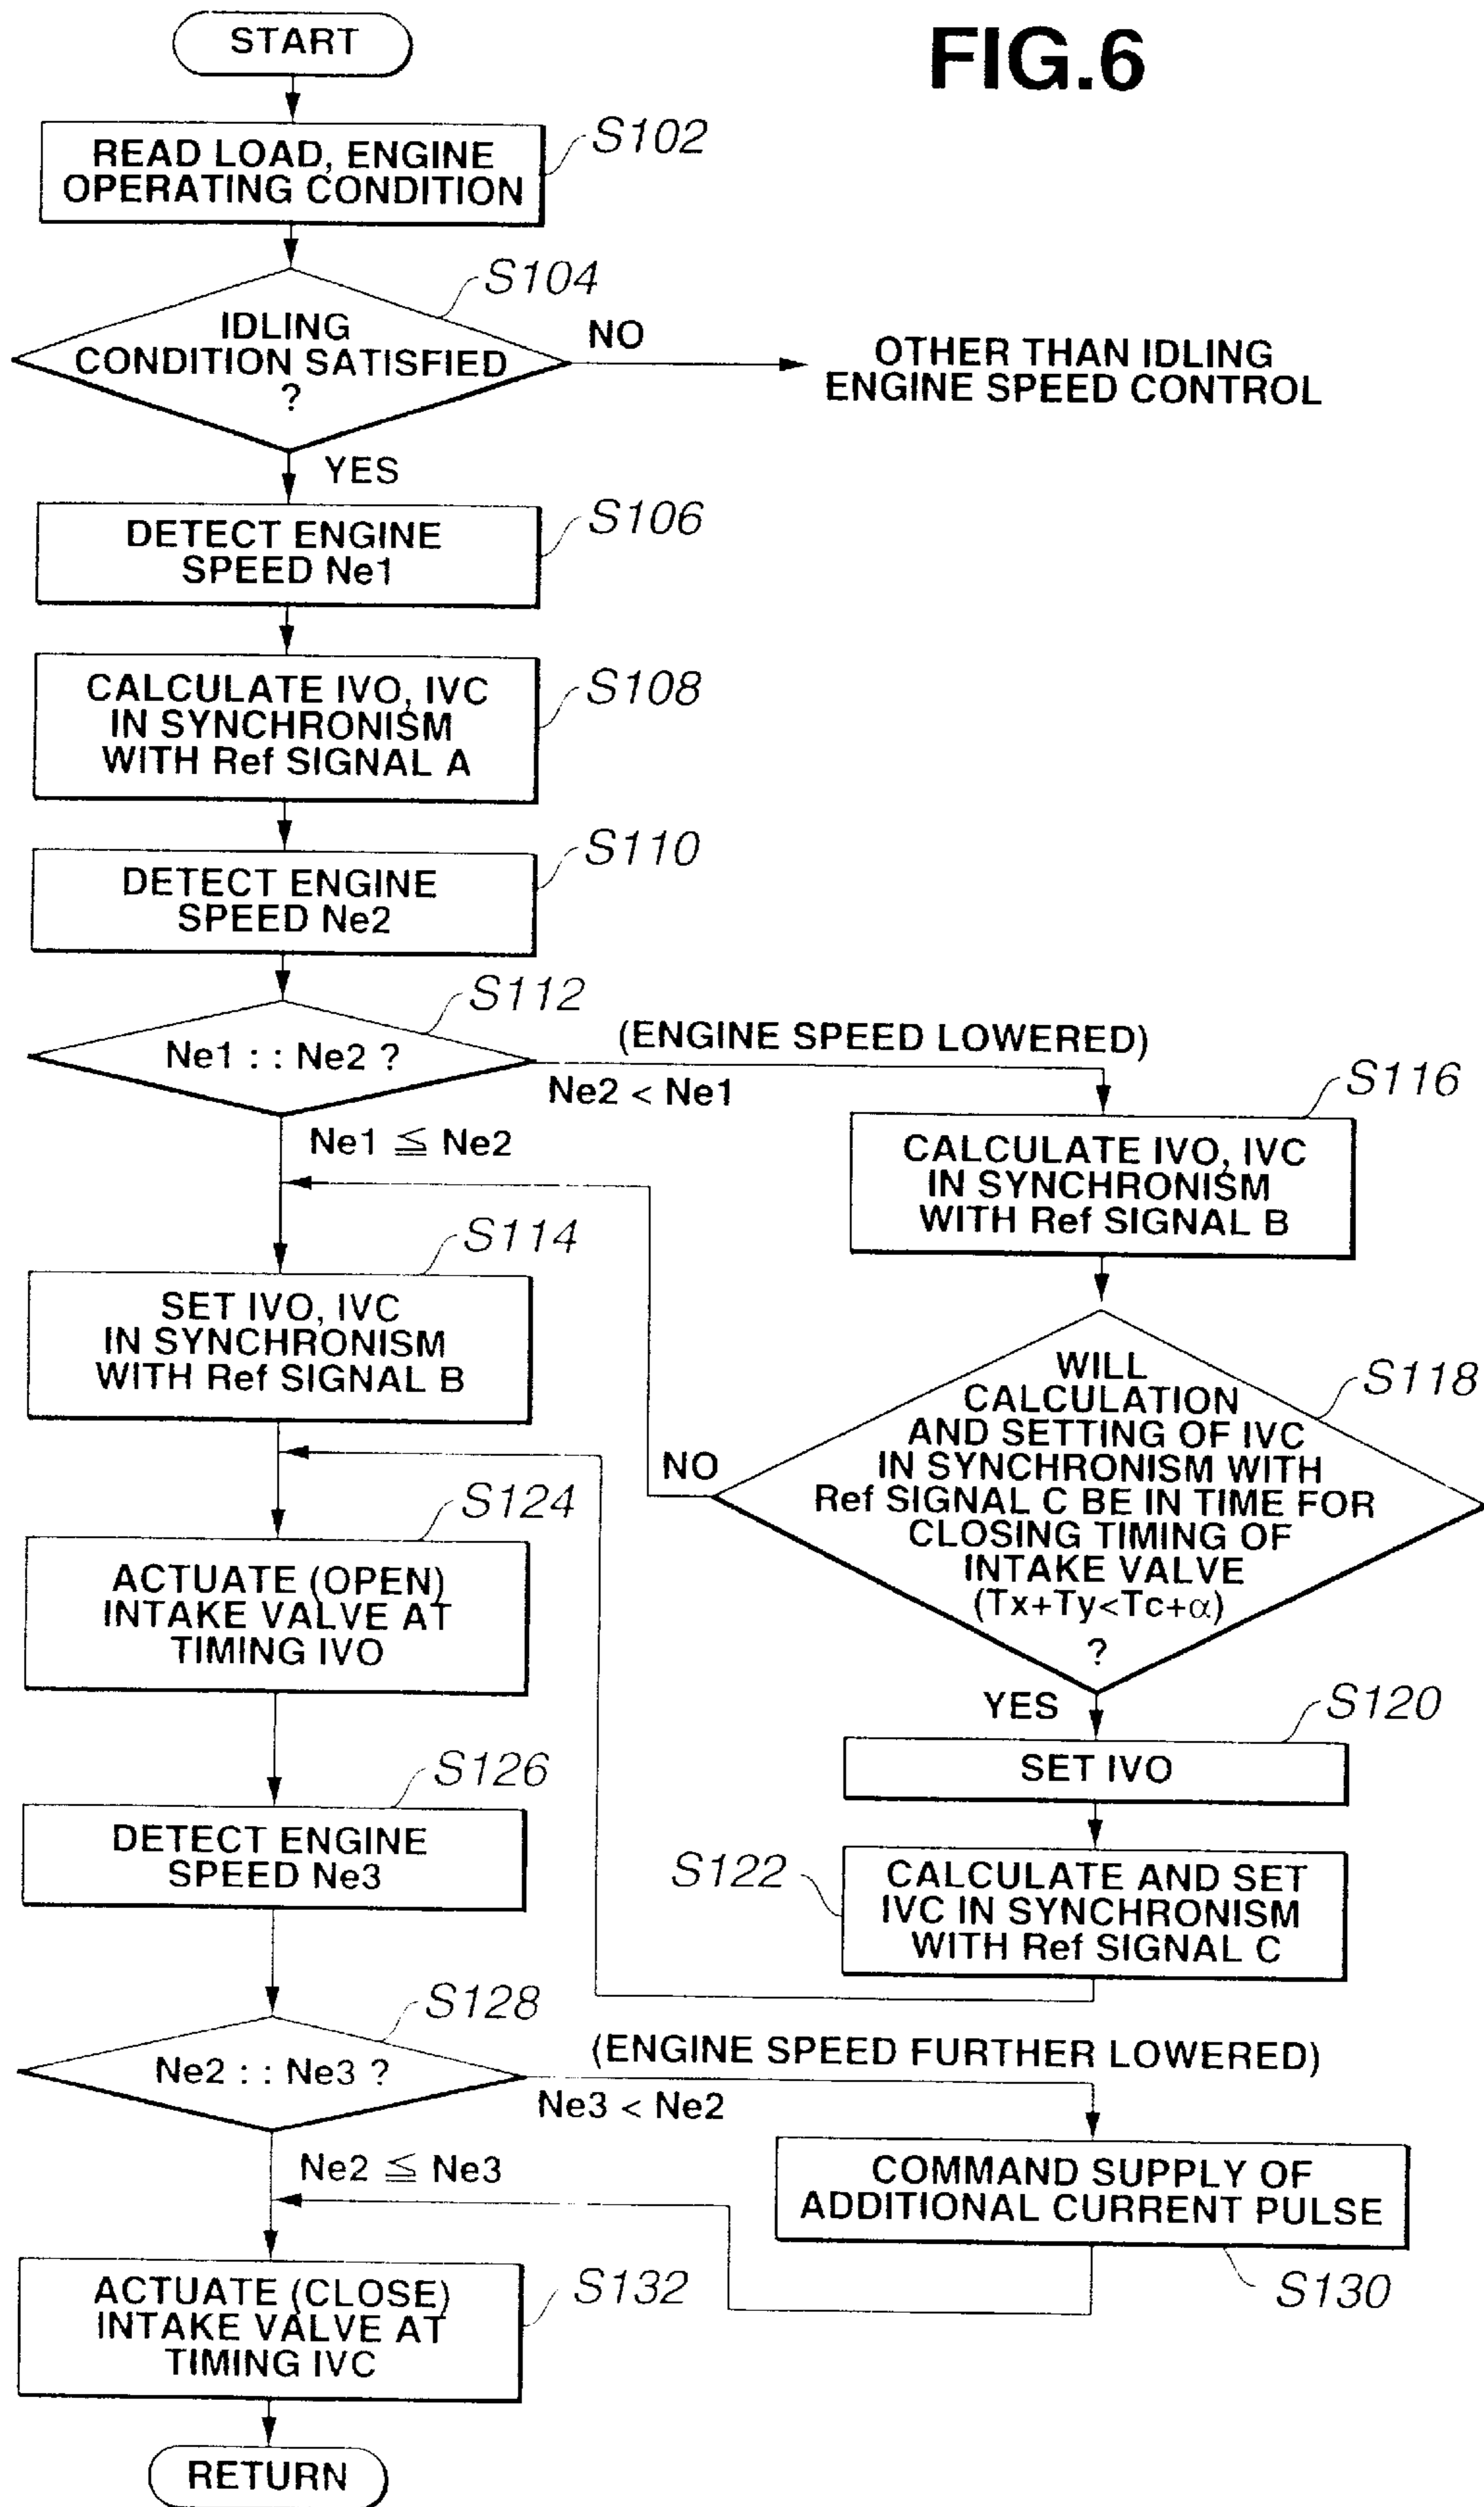 FIG.6
START
READ LOAD, ENGINE
OPERATING CONDITION
S102
IDLING
CONDITION SATISFIED
?
S104
NO
OTHER THAN IDLING
ENGINE SPEED CONTROL
YES
DETECT ENGINE
SPEED Ne1
S106
CALCULATE IVO, IVC
IN SYNCHRONISM
WITH Ref SIGNAL A
S108
DETECT ENGINE
SPEED Ne2
S110
Ne1 : : Ne2 ?
S112
(ENGINE SPEED LOWERED)
Ne2 < Ne1
Ne1 ≦ Ne2
CALCULATE IVO, IVC
IN SYNCHRONISM
WITH Ref SIGNAL B
S116
SET IVO, IVC
IN SYNCHRONISM
WITH Ref SIGNAL B
S114
WILL
CALCULATION
AND SETTING OF IVC
IN SYNCHRONISM WITH
Ref SIGNAL C BE IN TIME FOR
CLOSING TIMING OF
INTAKE VALVE
(Tx+Ty<Tc+α)
?
S118
NO
YES
SET IVO
S120
CALCULATE AND SET
IVC IN SYNCHRONISM
WITH Ref SIGNAL C
S122
ACTUATE (OPEN)
INTAKE VALVE AT
TIMING IVO
S124
DETECT ENGINE
SPEED Ne3
S126
Ne2 : : Ne3 ?
S128
(ENGINE SPEED FURTHER LOWERED)
Ne3 < Ne2
Ne2 ≦ Ne3
COMMAND SUPPLY OF
ADDITIONAL CURRENT PULSE
S130
ACTUATE (CLOSE)
INTAKE VALVE AT
TIMING IVC
S132
RETURN